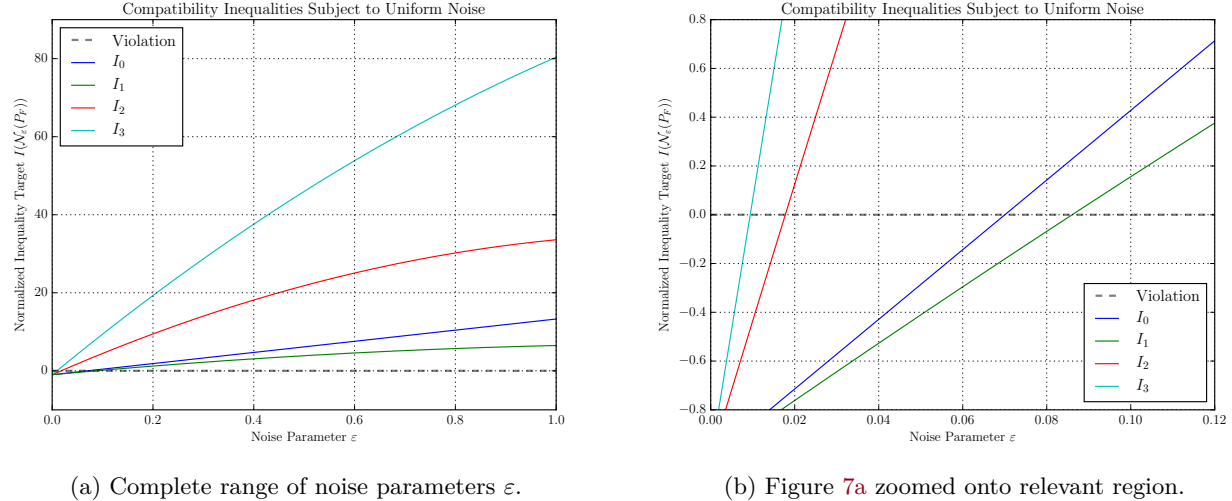 Compatibility Inequalities Subject to Uniform Noise
Normalized Inequality Target I(𝒩ε(P_F))
80
60
40
20
0
0.0 0.2 0.4 0.6 0.8 1.0
Noise Parameter ε
Violation
I₀
I₁
I₂
I₃
(a) Complete range of noise parameters ε.
Compatibility Inequalities Subject to Uniform Noise
Normalized Inequality Target I(𝒩ε(P_F))
0.8
0.6
0.4
0.2
0.0
−0.2
−0.4
−0.6
−0.8
0.00 0.02 0.04 0.06 0.08 0.10 0.12
Noise Parameter ε
Violation
I₀
I₁
I₂
I₃
(b) Figure 7a zoomed onto relevant region.